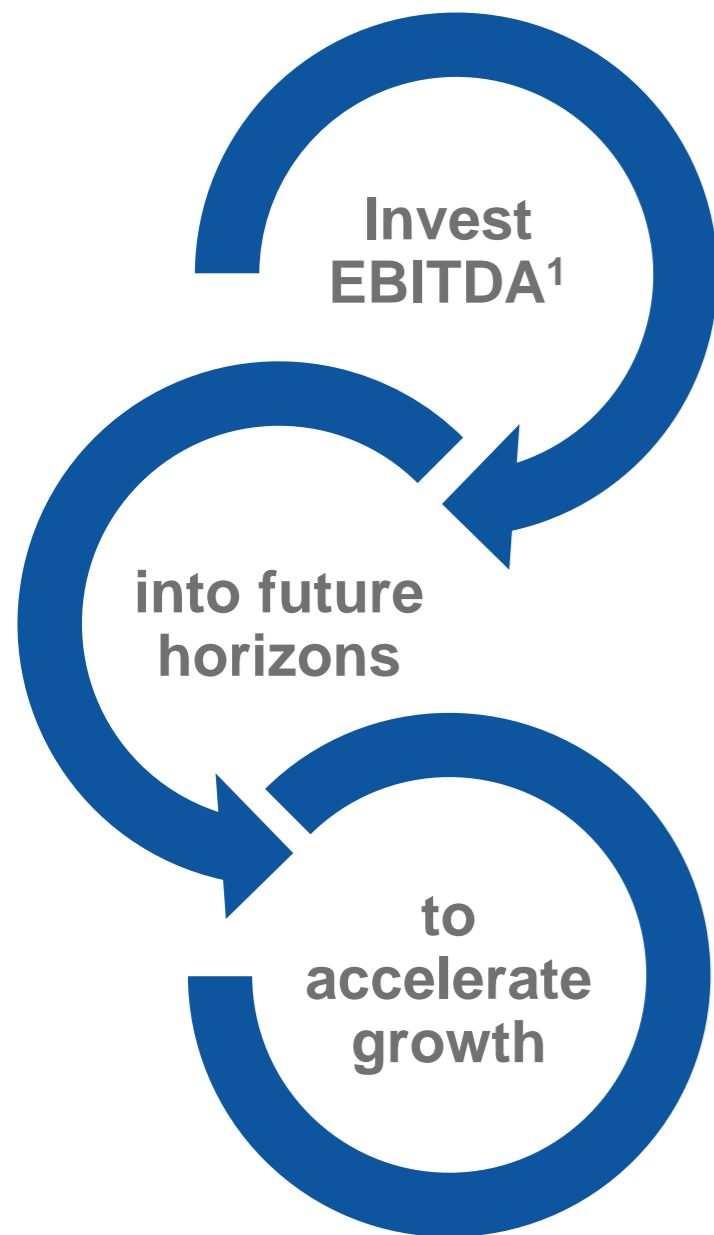 Invest
EBITDA¹
into future
horizons
to
accelerate
growth